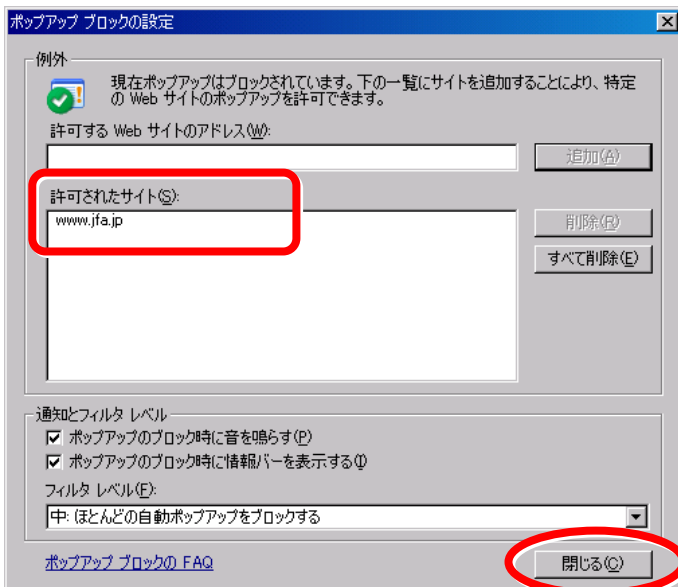 ポップアップ ブロックの設定
例外
現在ポップアップはブロックされています。下の一覧にサイトを追加することにより、特定
の Web サイトのポップアップを許可できます。
許可する Web サイトのアドレス(W):
追加(A)
許可されたサイト(S):
www.jfa.jp
削除(R)
すべて削除(E)
通知とフィルタ レベル
ポップアップのブロック時に音を鳴らす(P)
ポップアップのブロック時に情報バーを表示する(I)
フィルタ レベル(F):
中: ほとんどの自動ポップアップをブロックする
ポップアップ ブロックの FAQ
閉じる(C)